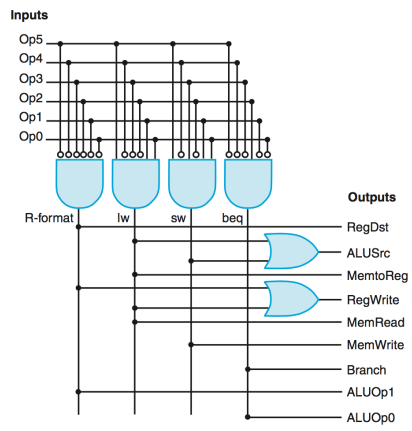 Inputs
Op5
Op4
Op3
Op2
Op1
Op0
R-format lw sw beq
Outputs
RegDst
ALUSrc
MemtoReg
RegWrite
MemRead
MemWrite
Branch
ALUOp1
ALUOp0